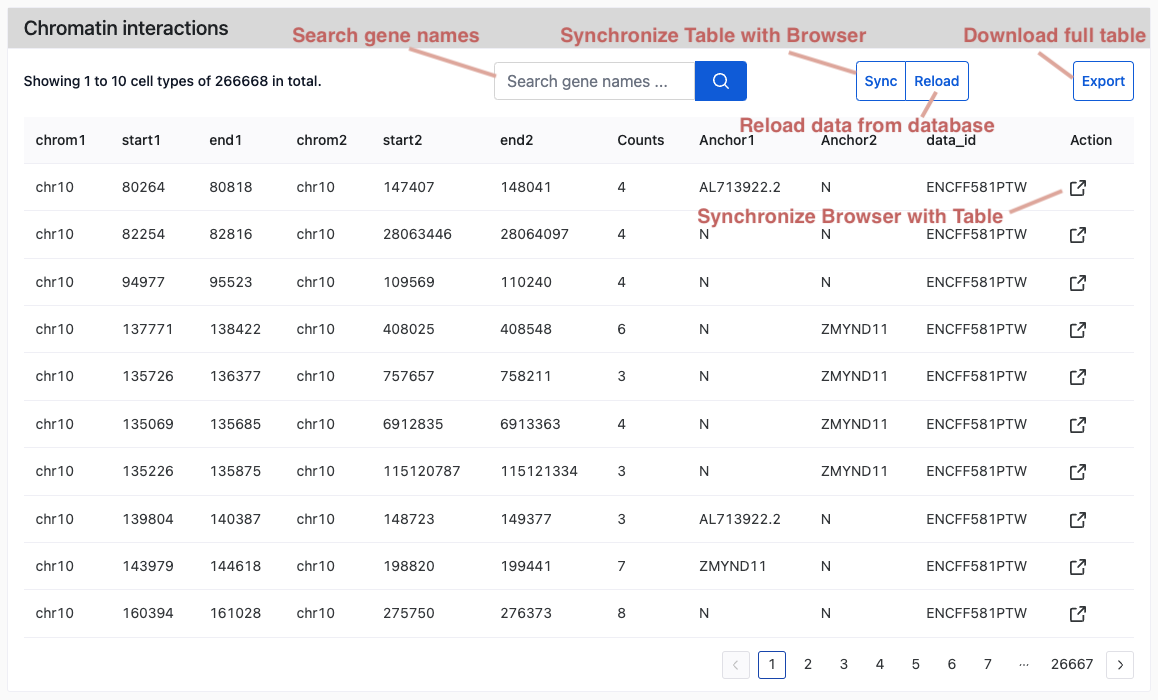 Chromatin interactions
Search gene names
Synchronize Table with Browser
Download full table
Showing 1 to 10 cell types of 266668 in total.
Search gene names ...
Sync
Reload
Export
Reload data from database
chrom1 start1 end1 chrom2 start2 end2 Counts Anchor1 Anchor2 data_id Action
chr10 80264 80818 chr10 147407 148041 4 AL713922.2 N ENCFF581PTW
Synchronize Browser with Table
chr10 82254 82816 chr10 28063446 28064097 4 N N ENCFF581PTW
chr10 94977 95523 chr10 109569 110240 4 N N ENCFF581PTW
chr10 137771 138422 chr10 408025 408548 6 N ZMYND11 ENCFF581PTW
chr10 135726 136377 chr10 757657 758211 3 N ZMYND11 ENCFF581PTW
chr10 135069 135685 chr10 6912835 6913363 4 N ZMYND11 ENCFF581PTW
chr10 135226 135875 chr10 115120787 115121334 3 N ZMYND11 ENCFF581PTW
chr10 139804 140387 chr10 148723 149377 3 AL713922.2 N ENCFF581PTW
chr10 143979 144618 chr10 198820 199441 7 ZMYND11 N ENCFF581PTW
chr10 160394 161028 chr10 275750 276373 8 N N ENCFF581PTW
< 1 2 3 4 5 6 7 ··· 26667 >